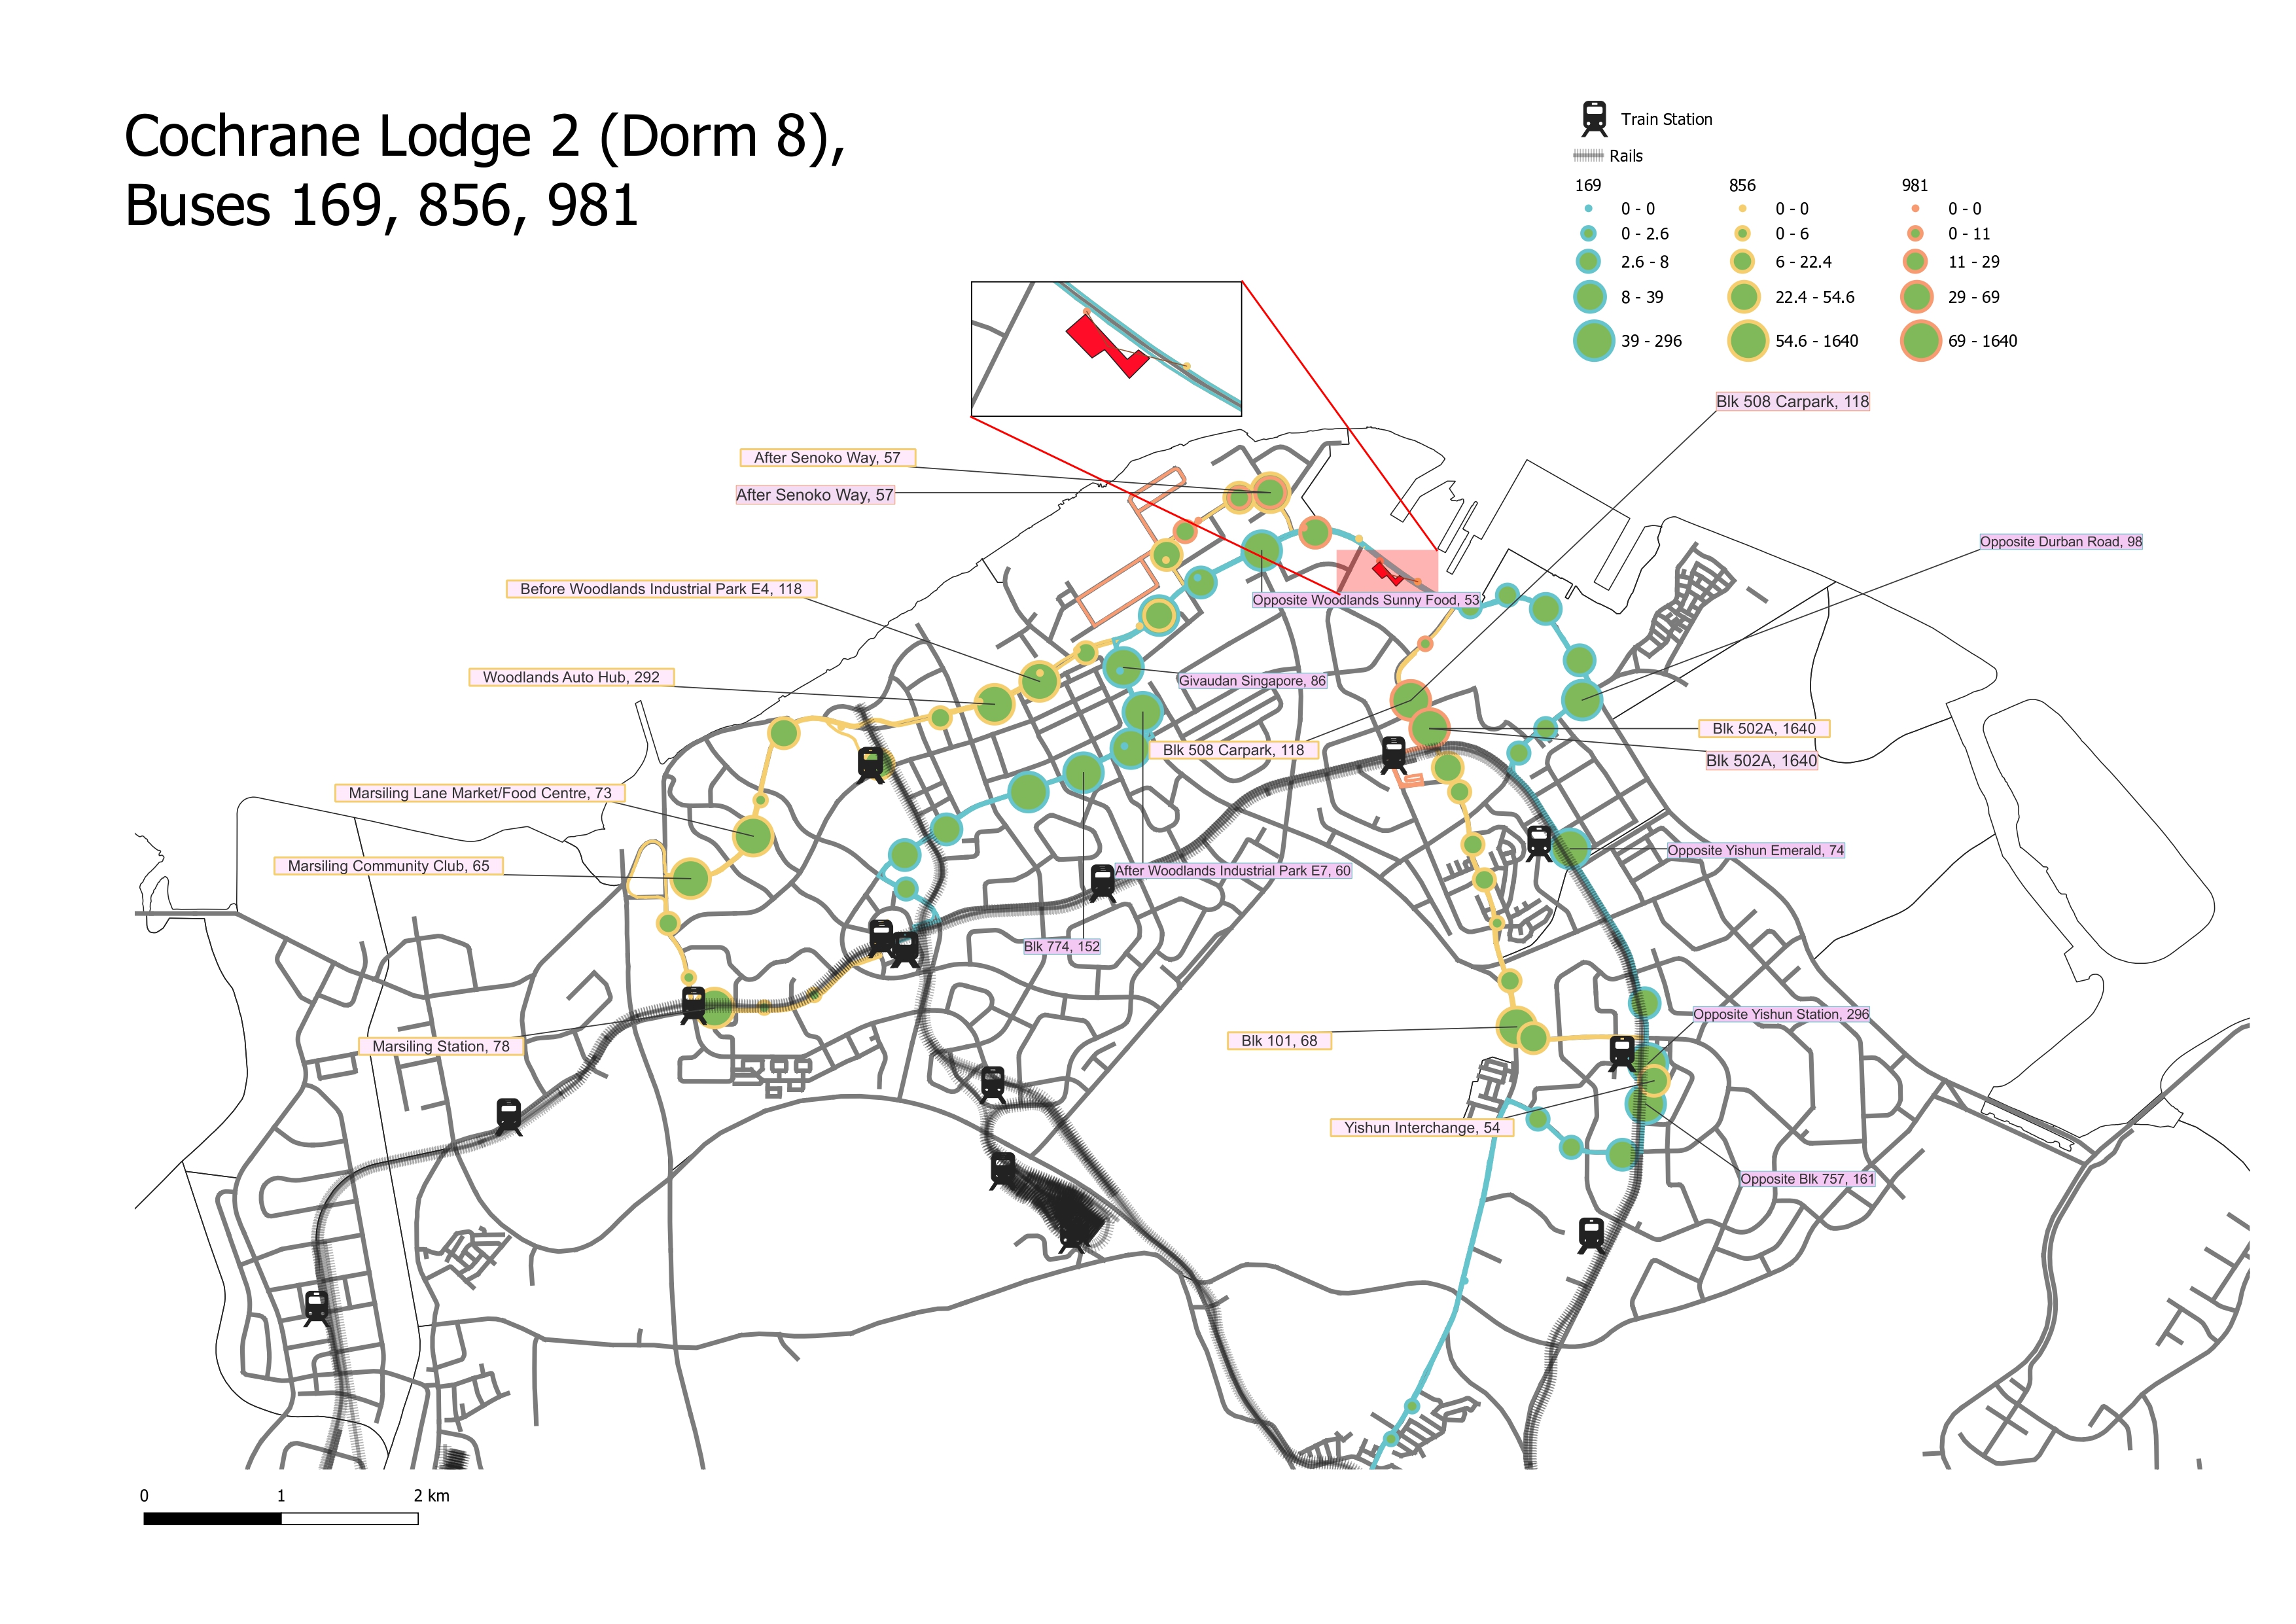 Cochrane Lodge 2 (Dorm 8),
Buses 169, 856, 981
Train Station
Rails
169 856 981
0 - 0 0 - 0 0 - 0
0 - 2.6 0 - 6 0 - 11
2.6 - 8 6 - 22.4 11 - 29
8 - 39 22.4 - 54.6 29 - 69
39 - 296 54.6 - 1640 69 - 1640
Blk 508 Carpark, 118
After Senoko Way, 57
After Senoko Way, 57
Opposite Durban Road, 98
Before Woodlands Industrial Park E4, 118
Opposite Woodlands Sunny Food, 53
Woodlands Auto Hub, 292
Givaudan Singapore, 86
Blk 502A, 1640
Blk 508 Carpark, 118
Blk 502A, 1640
Marsiling Lane Market/Food Centre, 73
Opposite Yishun Emerald, 74
Marsiling Community Club, 65
After Woodlands Industrial Park E7, 60
Blk 774, 152
Opposite Yishun Station, 296
Blk 101, 68
Marsiling Station, 78
Yishun Interchange, 54
Opposite Blk 757, 161
0 1 2 km